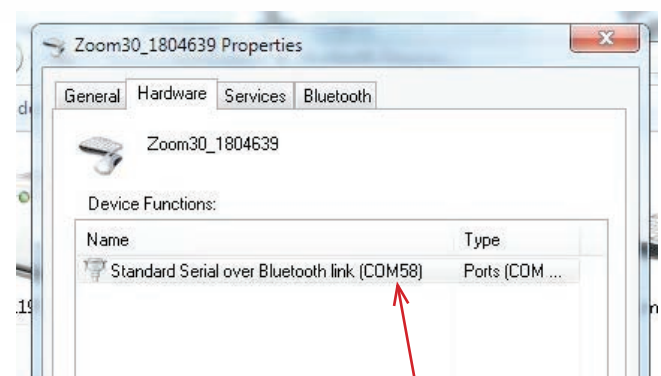 Zoom30_1804639 Properties
General Hardware Services Bluetooth
Zoom30_1804639
Device Functions:
Name Type
Standard Serial over Bluetooth link (COM58) Ports (COM ...